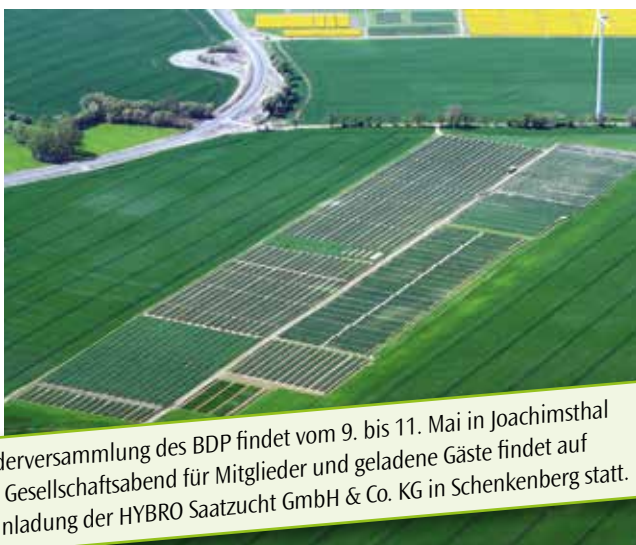 derversammlung des BDP findet vom 9. bis 11. Mai in Joachimsthal
Gesellschaftsabend für Mitglieder und geladene Gäste findet auf
nladung der HYBRO Saatzucht GmbH & Co. KG in Schenkenberg statt.